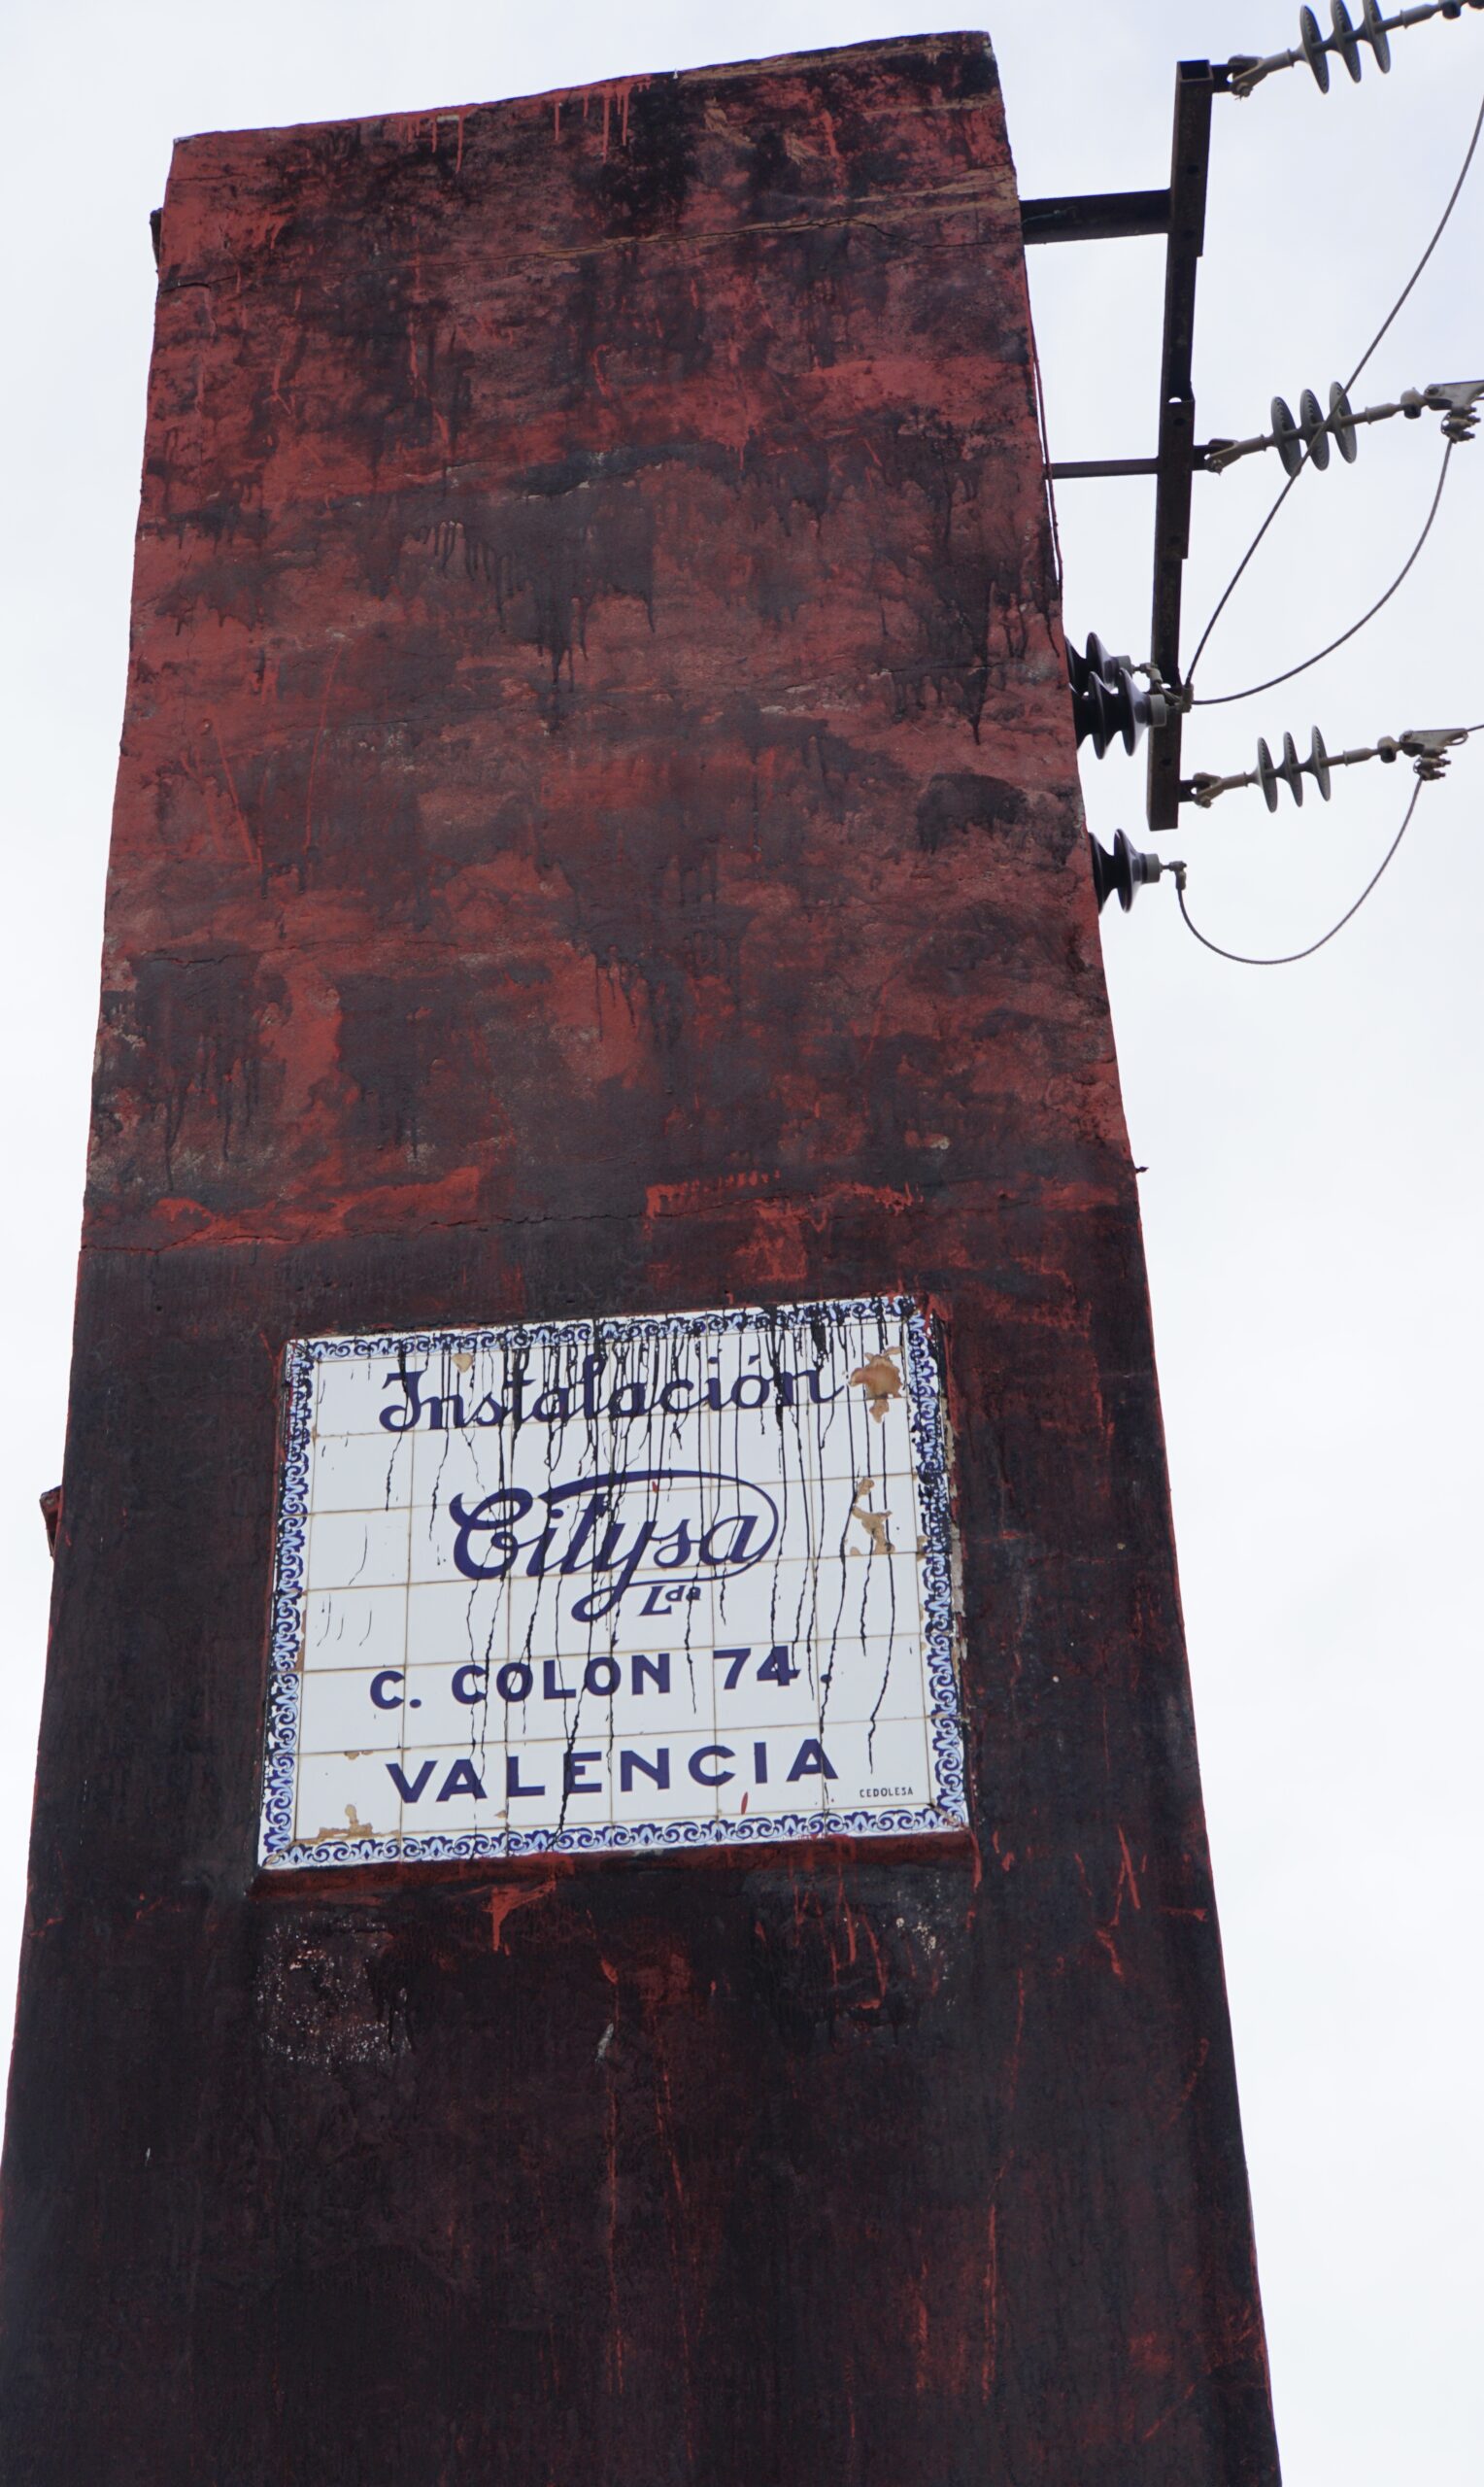 Instalación
Citysa
Lda
C. COLON 74.
VALENCIA
CEDOLESA